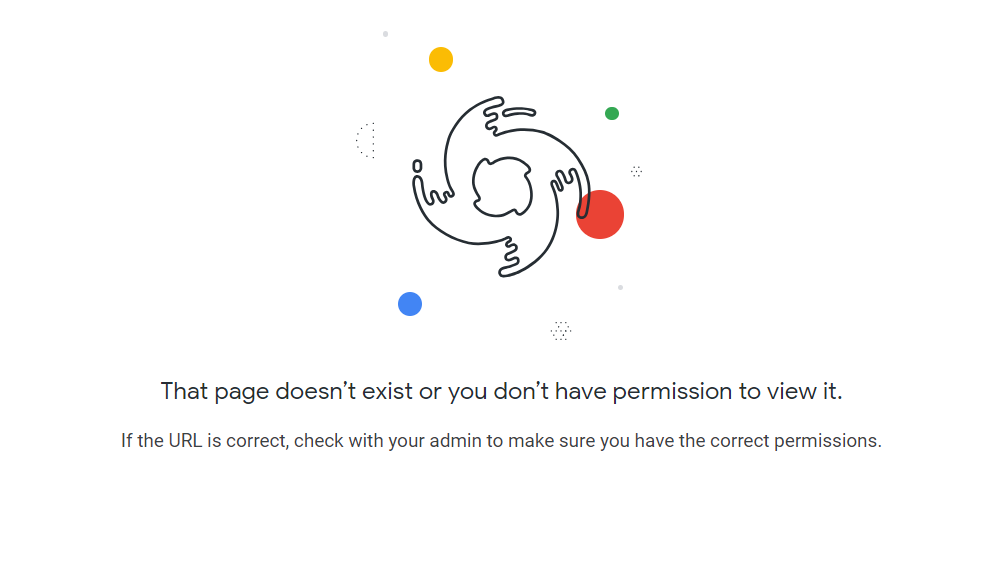 That page doesn’t exist or you don’t have permission to view it.
If the URL is correct, check with your admin to make sure you have the correct permissions.